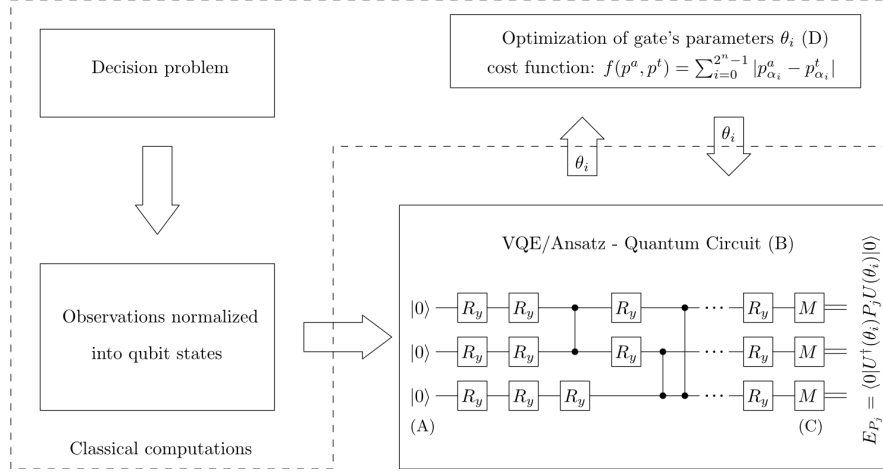 Decision problem
Optimization of gate's parameters θ_i (D)
cost function: f(p^a, p^t) = ∑_{i=0}^{2^n−1} |p^a_{α_i} − p^t_{α_i}|
θ_i
θ_i
Observations normalized
into qubit states
Classical computations
VQE/Ansatz - Quantum Circuit (B)
|0⟩ R_y R_y R_y ··· R_y M
|0⟩ R_y R_y R_y ··· R_y M
|0⟩ R_y R_y R_y ··· R_y M
(A)
(C)
E_{P_j} = ⟨0|U^†(θ_i)P_jU(θ_i)|0⟩